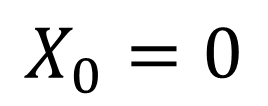 X₀ = 0